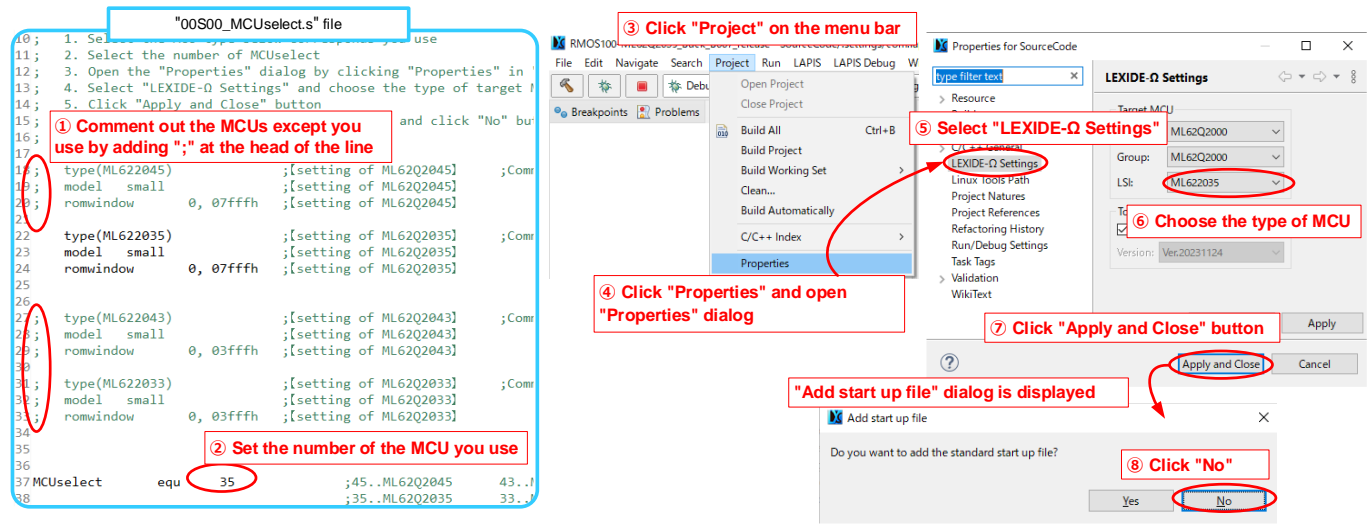 "00S00_MCUselect.s" file
11; 2. Select the number of MCUselect
12; 3. Open the "Properties" dialog by clicking "Properties" in
13; 4. Select "LEXIDE-Ω Settings" and choose the type of target
14; 5. Click "Apply and Close" button
15; and click "No"
16;
① Comment out the MCUs except you
use by adding ";" at the head of the line
17
18; type(ML622045) ;【setting of ML62Q2045】
19; model small ;【setting of ML62Q2045】
20; romwindow 0, 07fffh ;【setting of ML62Q2045】
21
22 type(ML622035) ;【setting of ML62Q2035】
23 model small ;【setting of ML62Q2035】
24 romwindow 0, 07fffh ;【setting of ML62Q2035】
25
26
27; type(ML622043) ;【setting of ML62Q2043】
28; model small ;【setting of ML62Q2043】
29; romwindow 0, 03fffh ;【setting of ML62Q2043】
30
31; type(ML622033) ;【setting of ML62Q2033】
32; model small ;【setting of ML62Q2033】
33; romwindow 0, 03fffh ;【setting of ML62Q2033】
34
35
② Set the number of the MCU you use
36
37 MCUselect equ 35 ;45..ML62Q2045 43..
38 ;35..ML62Q2035 33..
③ Click "Project" on the menu bar
File Edit Navigate Search Project Run LAPIS LAPIS Debug W
Breakpoints Problems
Open Project
Close Project
Build All Ctrl+B
Build Project
Build Working Set >
Clean...
Build Automatically
C/C++ Index >
Properties
④ Click "Properties" and open
"Properties" dialog
Properties for SourceCode
type filter text
LEXIDE-Ω Settings
Resource
Target MCU
⑤ Select "LEXIDE-Ω Settings"
ML62Q2000
C/C++ General
LEXIDE-Ω Settings
Group: ML62Q2000
Linux Tools Path
LSI: ML622035
Project Natures
Project References
Refactoring History
Run/Debug Settings
Task Tags
Validation
WikiText
⑥ Choose the type of MCU
Version: Ver.20231124
⑦ Click "Apply and Close" button
Apply
Apply and Close Cancel
"Add start up file" dialog is displayed
Add start up file
Do you want to add the standard start up file?
⑧ Click "No"
Yes No